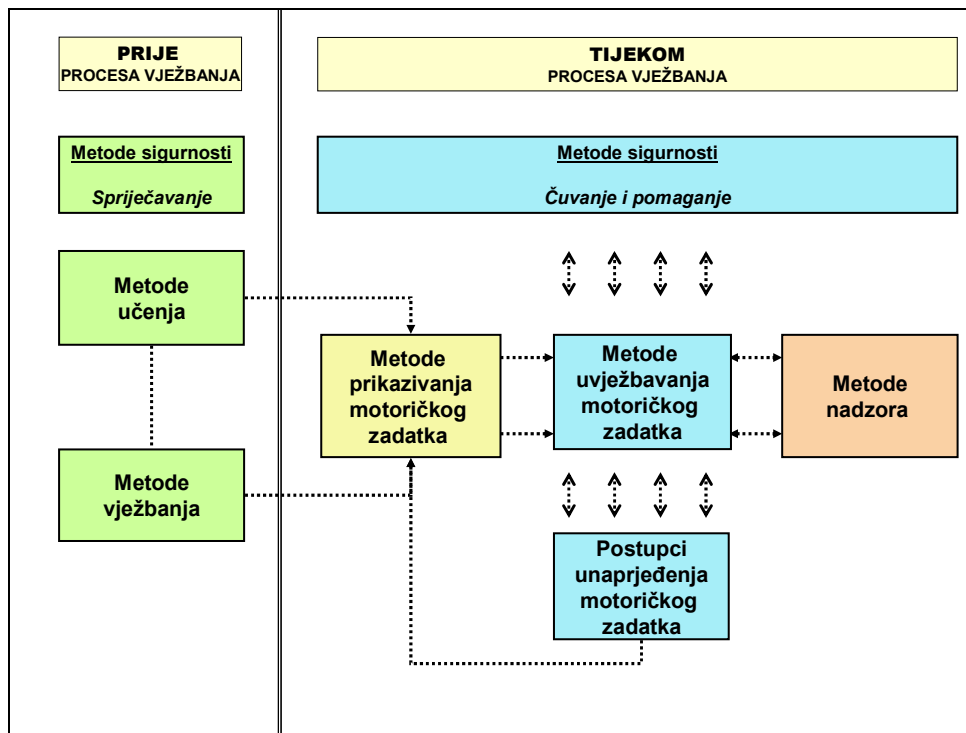 PRIJE
PROCESA VJEŽBANJA
TIJEKOM
PROCESA VJEŽBANJA
Metode sigurnosti
Spriječavanje
Metode sigurnosti
Čuvanje i pomaganje
Metode
učenja
Metode
prikazivanja
motoričkog
zadatka
Metode
uvježbavanja
motoričkog
zadatka
Metode
nadzora
Metode
vježbanja
Postupci
unaprjeđenja
motoričkog
zadatka